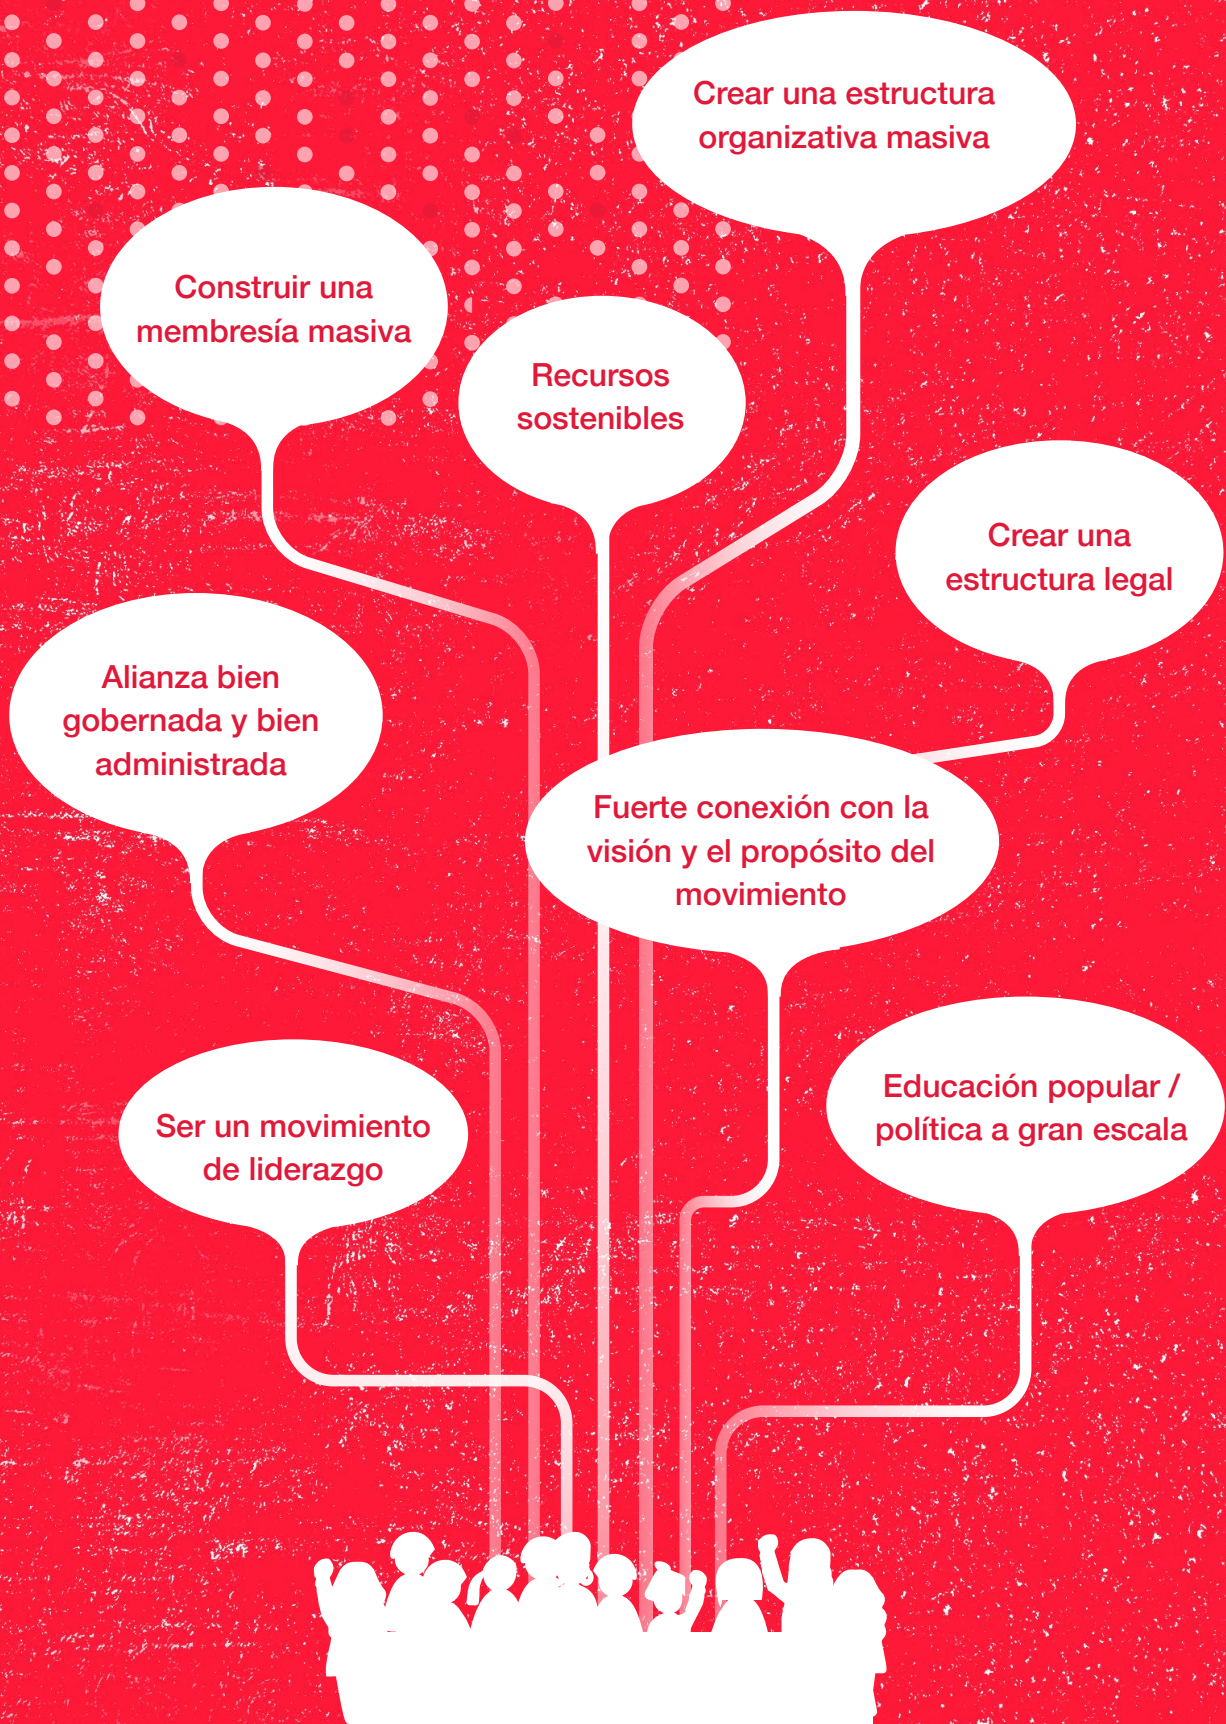 Crear una estructura
organizativa masiva
Construir una
membresía masiva
Recursos
sostenibles
Crear una
estructura legal
Alianza bien
gobernada y bien
administrada
Fuerte conexión con la
visión y el propósito del
movimiento
Educación popular /
política a gran escala
Ser un movimiento
de liderazgo